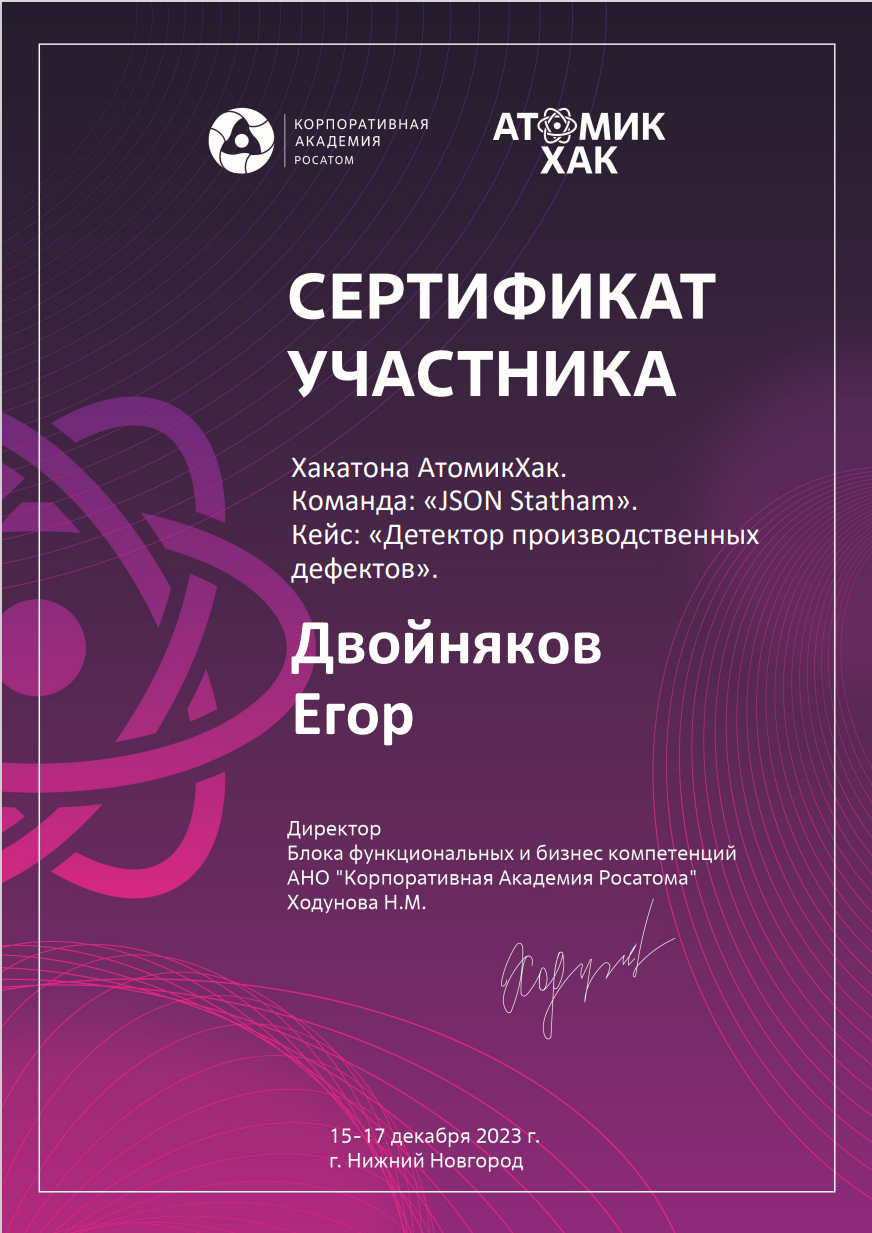 КОРПОРАТИВНАЯ
АКАДЕМИЯ
РОСАТОМ
АТОМИК
ХАК
СЕРТИФИКАТ
УЧАСТНИКА
Хакатона АтомикХак.
Команда: «JSON Statham».
Кейс: «Детектор производственных
дефектов».
Двойняков
Егор
Директор
Блока функциональных и бизнес компетенций
АНО "Корпоративная Академия Росатома"
Ходунова Н.М.
15-17 декабря 2023 г.
г. Нижний Новгород